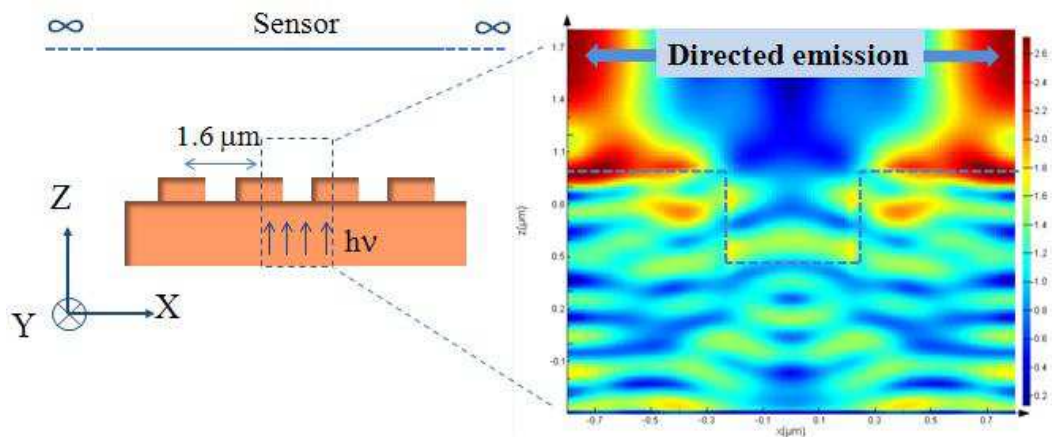 ∞ Sensor ∞
1.6 μm
Z
hν
Y X
Directed emission
1.7
1.4
1.1
0.8
0.5
0.2
-0.1
z(μm)
-0.7 -0.5 -0.3 -0.1 0.1 0.3 0.5 0.7
x(μm)
2.6
2.4
2.2
2.0
1.8
1.6
1.4
1.2
1.0
0.8
0.6
0.4
0.2